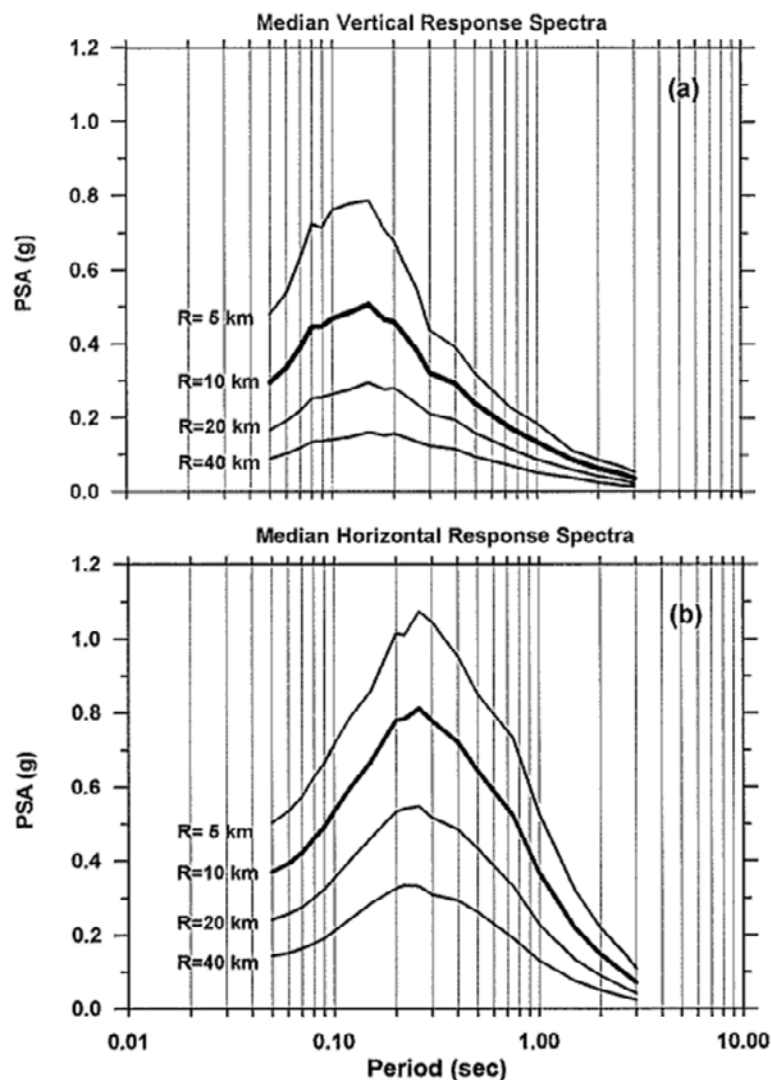 Median Vertical Response Spectra
1.2
(a)
1.0
0.8
PSA (g)
0.6
R= 5 km
0.4
R=10 km
0.2
R=20 km
R=40 km
0.0
Median Horizontal Response Spectra
1.2
(b)
1.0
0.8
PSA (g)
0.6
R= 5 km
0.4
R=10 km
R=20 km
0.2
R=40 km
0.0
0.01 0.10 1,00 10.00
Period (sec)